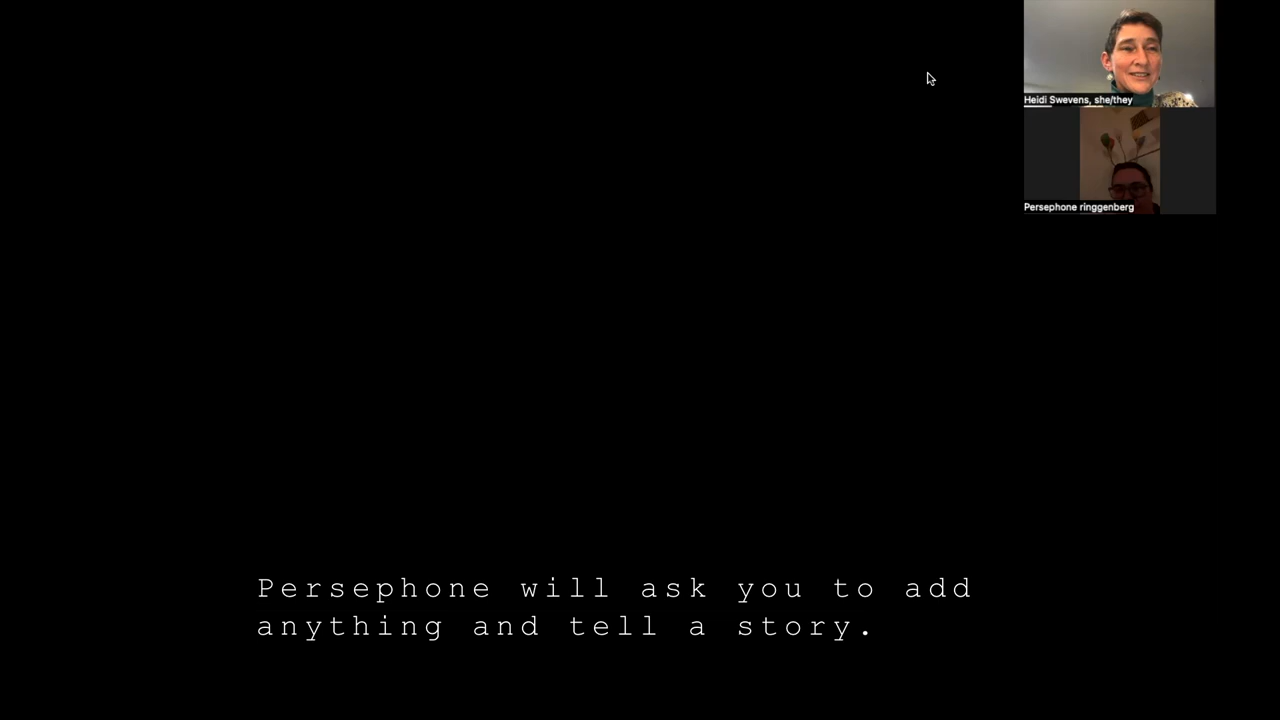 Heidi Swevens, she/they
Persephone ringgenberg
Persephone will ask you to add
anything and tell a story.